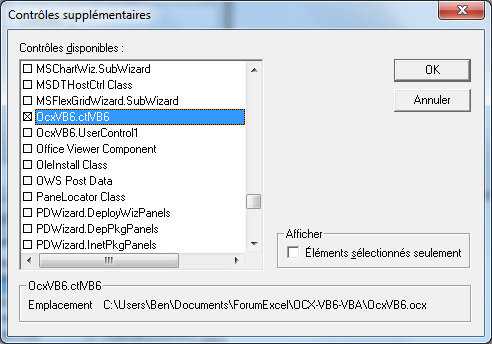 Contrôles supplémentaires
Contrôles disponibles :
MSChartWiz.SubWizard
MSDTHostCtrl Class
MSFlexGridWizard.SubWizard
OcxVB6.ctlVB6
OcxVB6.UserControl1
Office Viewer Component
OleInstall Class
OWS Post Data
PaneLocator Class
PDWizard.DeployWizPanels
PDWizard.DepPkgPanels
PDWizard.InetPkgPanels
OK
Annuler
Afficher
Éléments sélectionnés seulement
OcxVB6.ctlVB6
Emplacement C:\Users\Ben\Documents\ForumExcel\OCX-VB6-VBA\OcxVB6.ocx